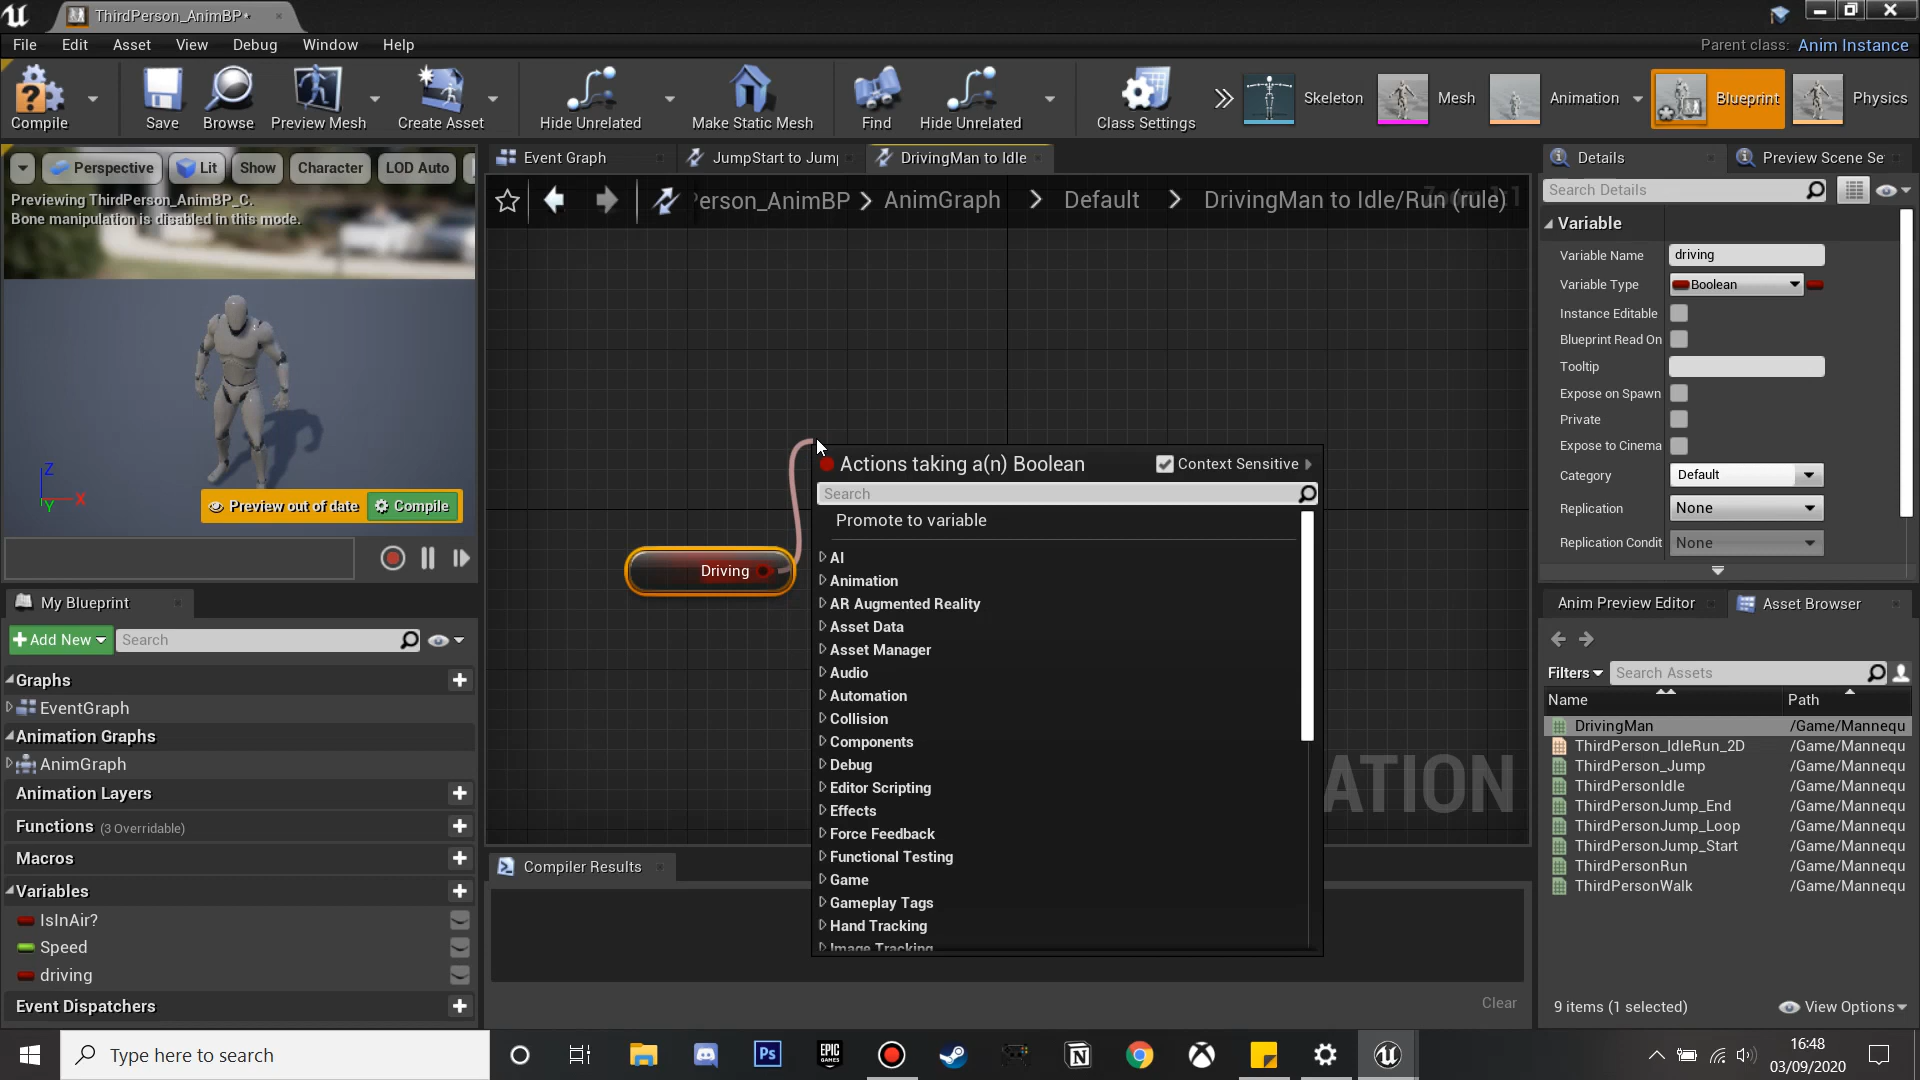 ThirdPerson_AnimBP*
File Edit Asset View Debug Window Help
Parent class: Anim Instance
Compile Save Browse Preview Mesh Create Asset Hide Unrelated Make Static Mesh Find Hide Unrelated Class Settings Skeleton Mesh Animation Blueprint Physics
Perspective Lit Show Character LOD Auto
Previewing ThirdPerson_AnimBP_C.
Bone manipulation is disabled in this mode.
Z
X
Y
Preview out of date Compile
Event Graph JumpStart to Jum DrivingMan to Idle
Person_AnimBP > AnimGraph > Default > DrivingMan to Idle/Run (rule)
Driving
Actions taking a(n) Boolean Context Sensitive
Search
Promote to variable
AI
Animation
AR Augmented Reality
Asset Data
Asset Manager
Audio
Automation
Collision
Components
Debug
Editor Scripting
Effects
Force Feedback
Functional Testing
Game
Gameplay Tags
Hand Tracking
Image Tracking
ATION
Compiler Results
Clear
My Blueprint
Add New Search
Graphs
EventGraph
Animation Graphs
AnimGraph
Animation Layers
Functions (3 Overridable)
Macros
Variables
IsInAir?
Speed
driving
Event Dispatchers
Details Preview Scene Se
Search Details
Variable
Variable Name driving
Variable Type Boolean
Instance Editable
Blueprint Read On
Tooltip
Expose on Spawn
Private
Expose to Cinema
Category Default
Replication None
Replication Condit None
Anim Preview Editor Asset Browser
Filters Search Assets
Name Path
DrivingMan /Game/Mannequ
ThirdPerson_IdleRun_2D /Game/Mannequ
ThirdPerson_Jump /Game/Mannequ
ThirdPersonIdle /Game/Mannequ
ThirdPersonJump_End /Game/Mannequ
ThirdPersonJump_Loop /Game/Mannequ
ThirdPersonJump_Start /Game/Mannequ
ThirdPersonRun /Game/Mannequ
ThirdPersonWalk /Game/Mannequ
9 items (1 selected) View Options
Type here to search
Ps
EPIC GAMES
16:48
03/09/2020